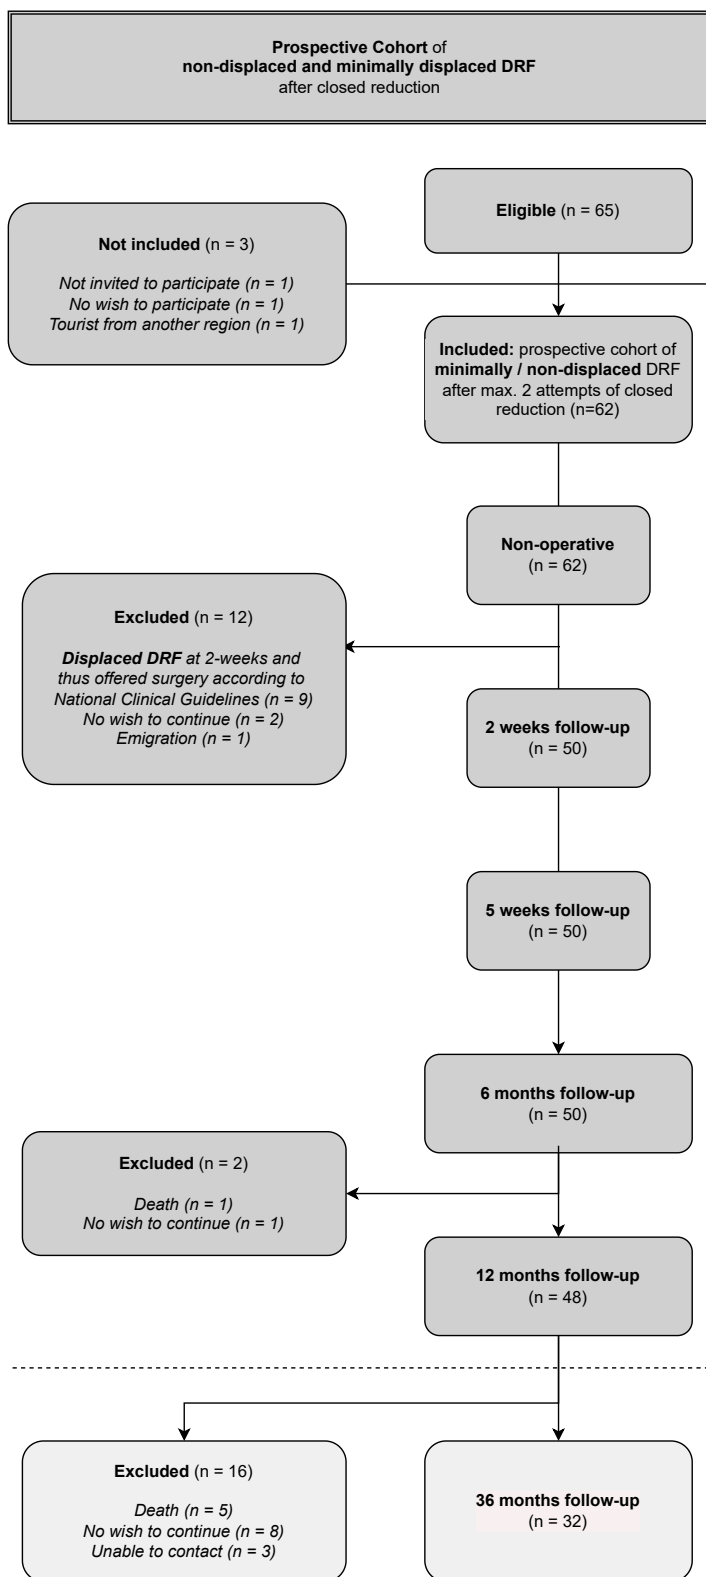 Prospective Cohort of
non-displaced and minimally displaced DRF
after closed reduction
Eligible (n = 65)
Not included (n = 3)
Not invited to participate (n = 1)
No wish to participate (n = 1)
Tourist from another region (n = 1)
Included: prospective cohort of
minimally / non-displaced DRF
after max. 2 attempts of closed
reduction (n=62)
Non-operative
(n = 62)
Excluded (n = 12)
Displaced DRF at 2-weeks and
thus offered surgery according to
National Clinical Guidelines (n = 9)
No wish to continue (n = 2)
Emigration (n = 1)
2 weeks follow-up
(n = 50)
5 weeks follow-up
(n = 50)
6 months follow-up
(n = 50)
Excluded (n = 2)
Death (n = 1)
No wish to continue (n = 1)
12 months follow-up
(n = 48)
Excluded (n = 16)
Death (n = 5)
No wish to continue (n = 8)
Unable to contact (n = 3)
36 months follow-up
(n = 32)